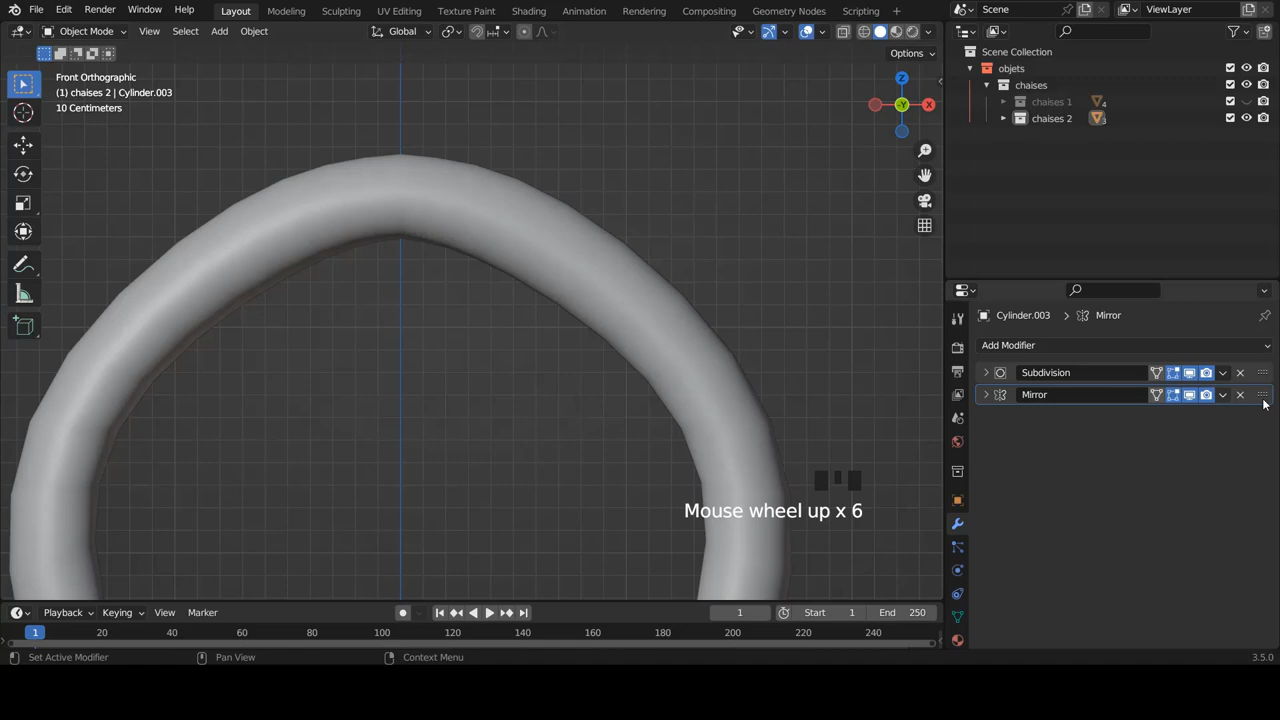 File Edit Render Window Help Layout Modeling Sculpting UV Editing Texture Paint Shading Animation Rendering Compositing Geometry Nodes Scripting Scene ViewLayer
Object Mode View Select Add Object Global
Options
Front Orthographic
(1) chaises 2 | Cylinder.003
10 Centimeters
Z
-Y
X
Scene Collection
objets
chaises
chaises 1 4
chaises 2 3
Cylinder.003 > Mirror
Add Modifier
Subdivision
Mirror
Mouse wheel up x 6
Playback Keying View Marker 1 Start 1 End 250
1 20 40 60 80 100 120 140 160 180 200 220 240
Set Active Modifier Pan View Context Menu 3.5.0